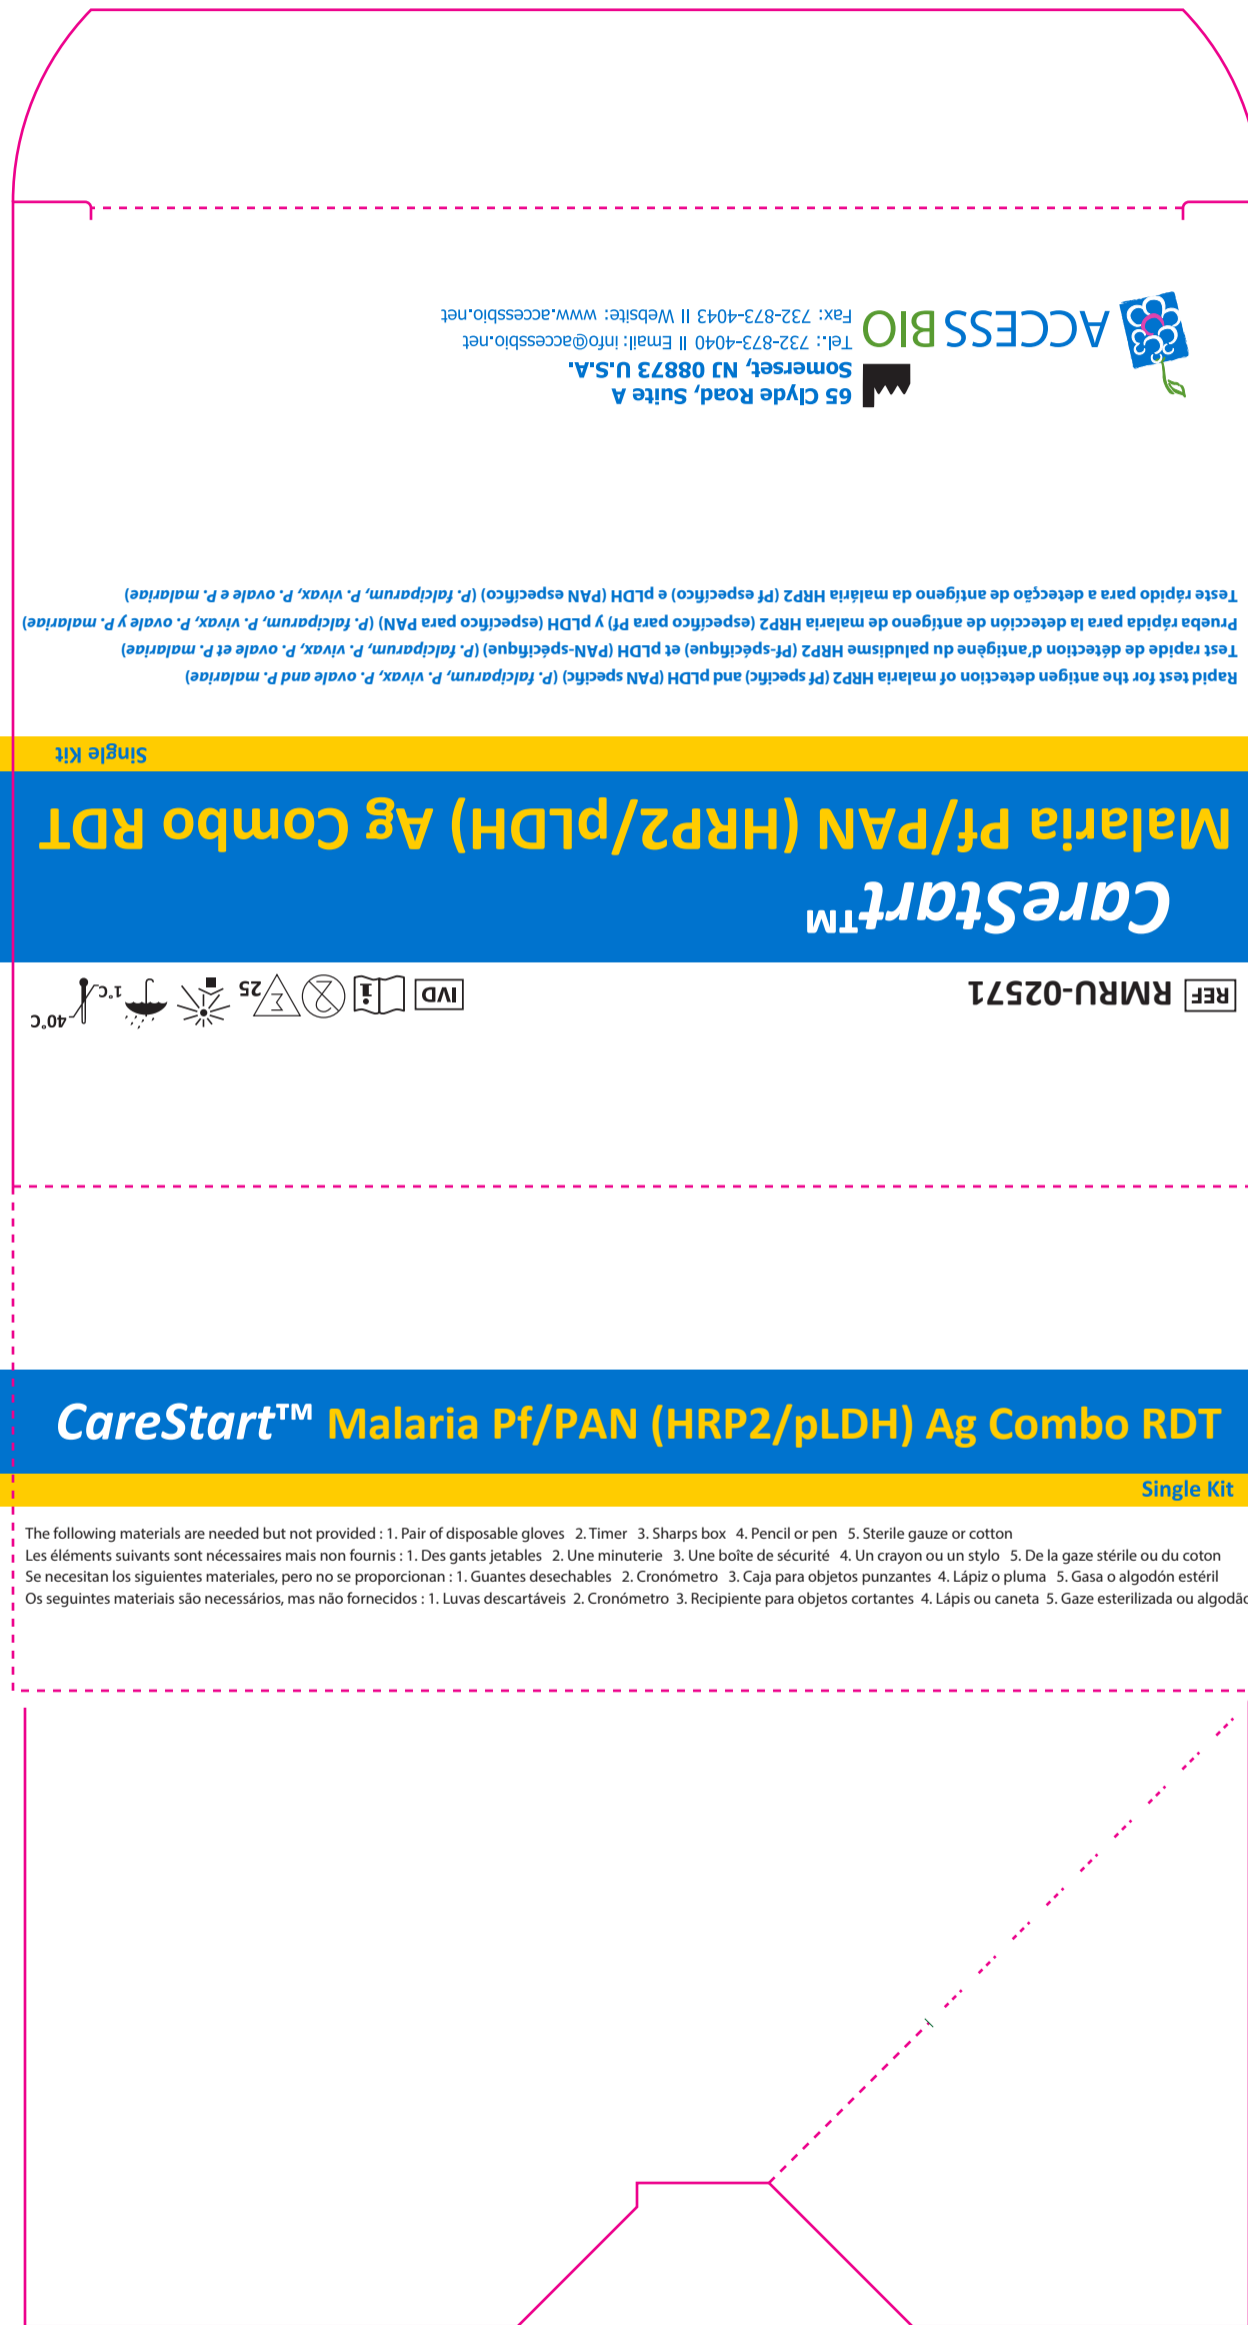 ACCESS BIO
65 Clyde Road, Suite A
Somerset, NJ 08873 U.S.A.
Tel.: 732-873-4040 II Email: info@accessbio.net
Fax: 732-873-4043 II Website: www.accessbio.net
Teste rápido para a detecção de antígeno da malária HRP2 (Pf específico) e pLDH (PAN específico) (P. falciparum, P. vivax, P. ovale e P. malariae)
Prueba rápida para la detección de antígeno de malaria HRP2 (específico para Pf) y pLDH (específico para PAN) (P. falciparum, P. vivax, P. ovale y P. malariae)
Test rapide de détection d'antigène du paludisme HRP2 (Pf-spécifique) et pLDH (PAN-spécifique) (P. falciparum, P. vivax, P. ovale et P. malariae)
Rapid test for the antigen detection of malaria HRP2 (Pf specific) and pLDH (PAN specific) (P. falciparum, P. vivax, P. ovale and P. malariae)
Single Kit
Malaria Pf/PAN (HRP2/pLDH) Ag Combo RDT
CareStart™
REF RMRU-02571
IVD i 2 Σ 25 1°C 40°C
CareStart™ Malaria Pf/PAN (HRP2/pLDH) Ag Combo RDT
Single Kit
The following materials are needed but not provided : 1. Pair of disposable gloves 2. Timer 3. Sharps box 4. Pencil or pen 5. Sterile gauze or cotton
Les éléments suivants sont nécessaires mais non fournis : 1. Des gants jetables 2. Une minuterie 3. Une boîte de sécurité 4. Un crayon ou un stylo 5. De la gaze stérile ou du coton
Se necesitan los siguientes materiales, pero no se proporcionan : 1. Guantes desechables 2. Cronómetro 3. Caja para objetos punzantes 4. Lápiz o pluma 5. Gasa o algodón estéril
Os seguintes materiais são necessários, mas não fornecidos : 1. Luvas descartáveis 2. Cronómetro 3. Recipiente para objetos cortantes 4. Lápis ou caneta 5. Gaze esterilizada ou algodão